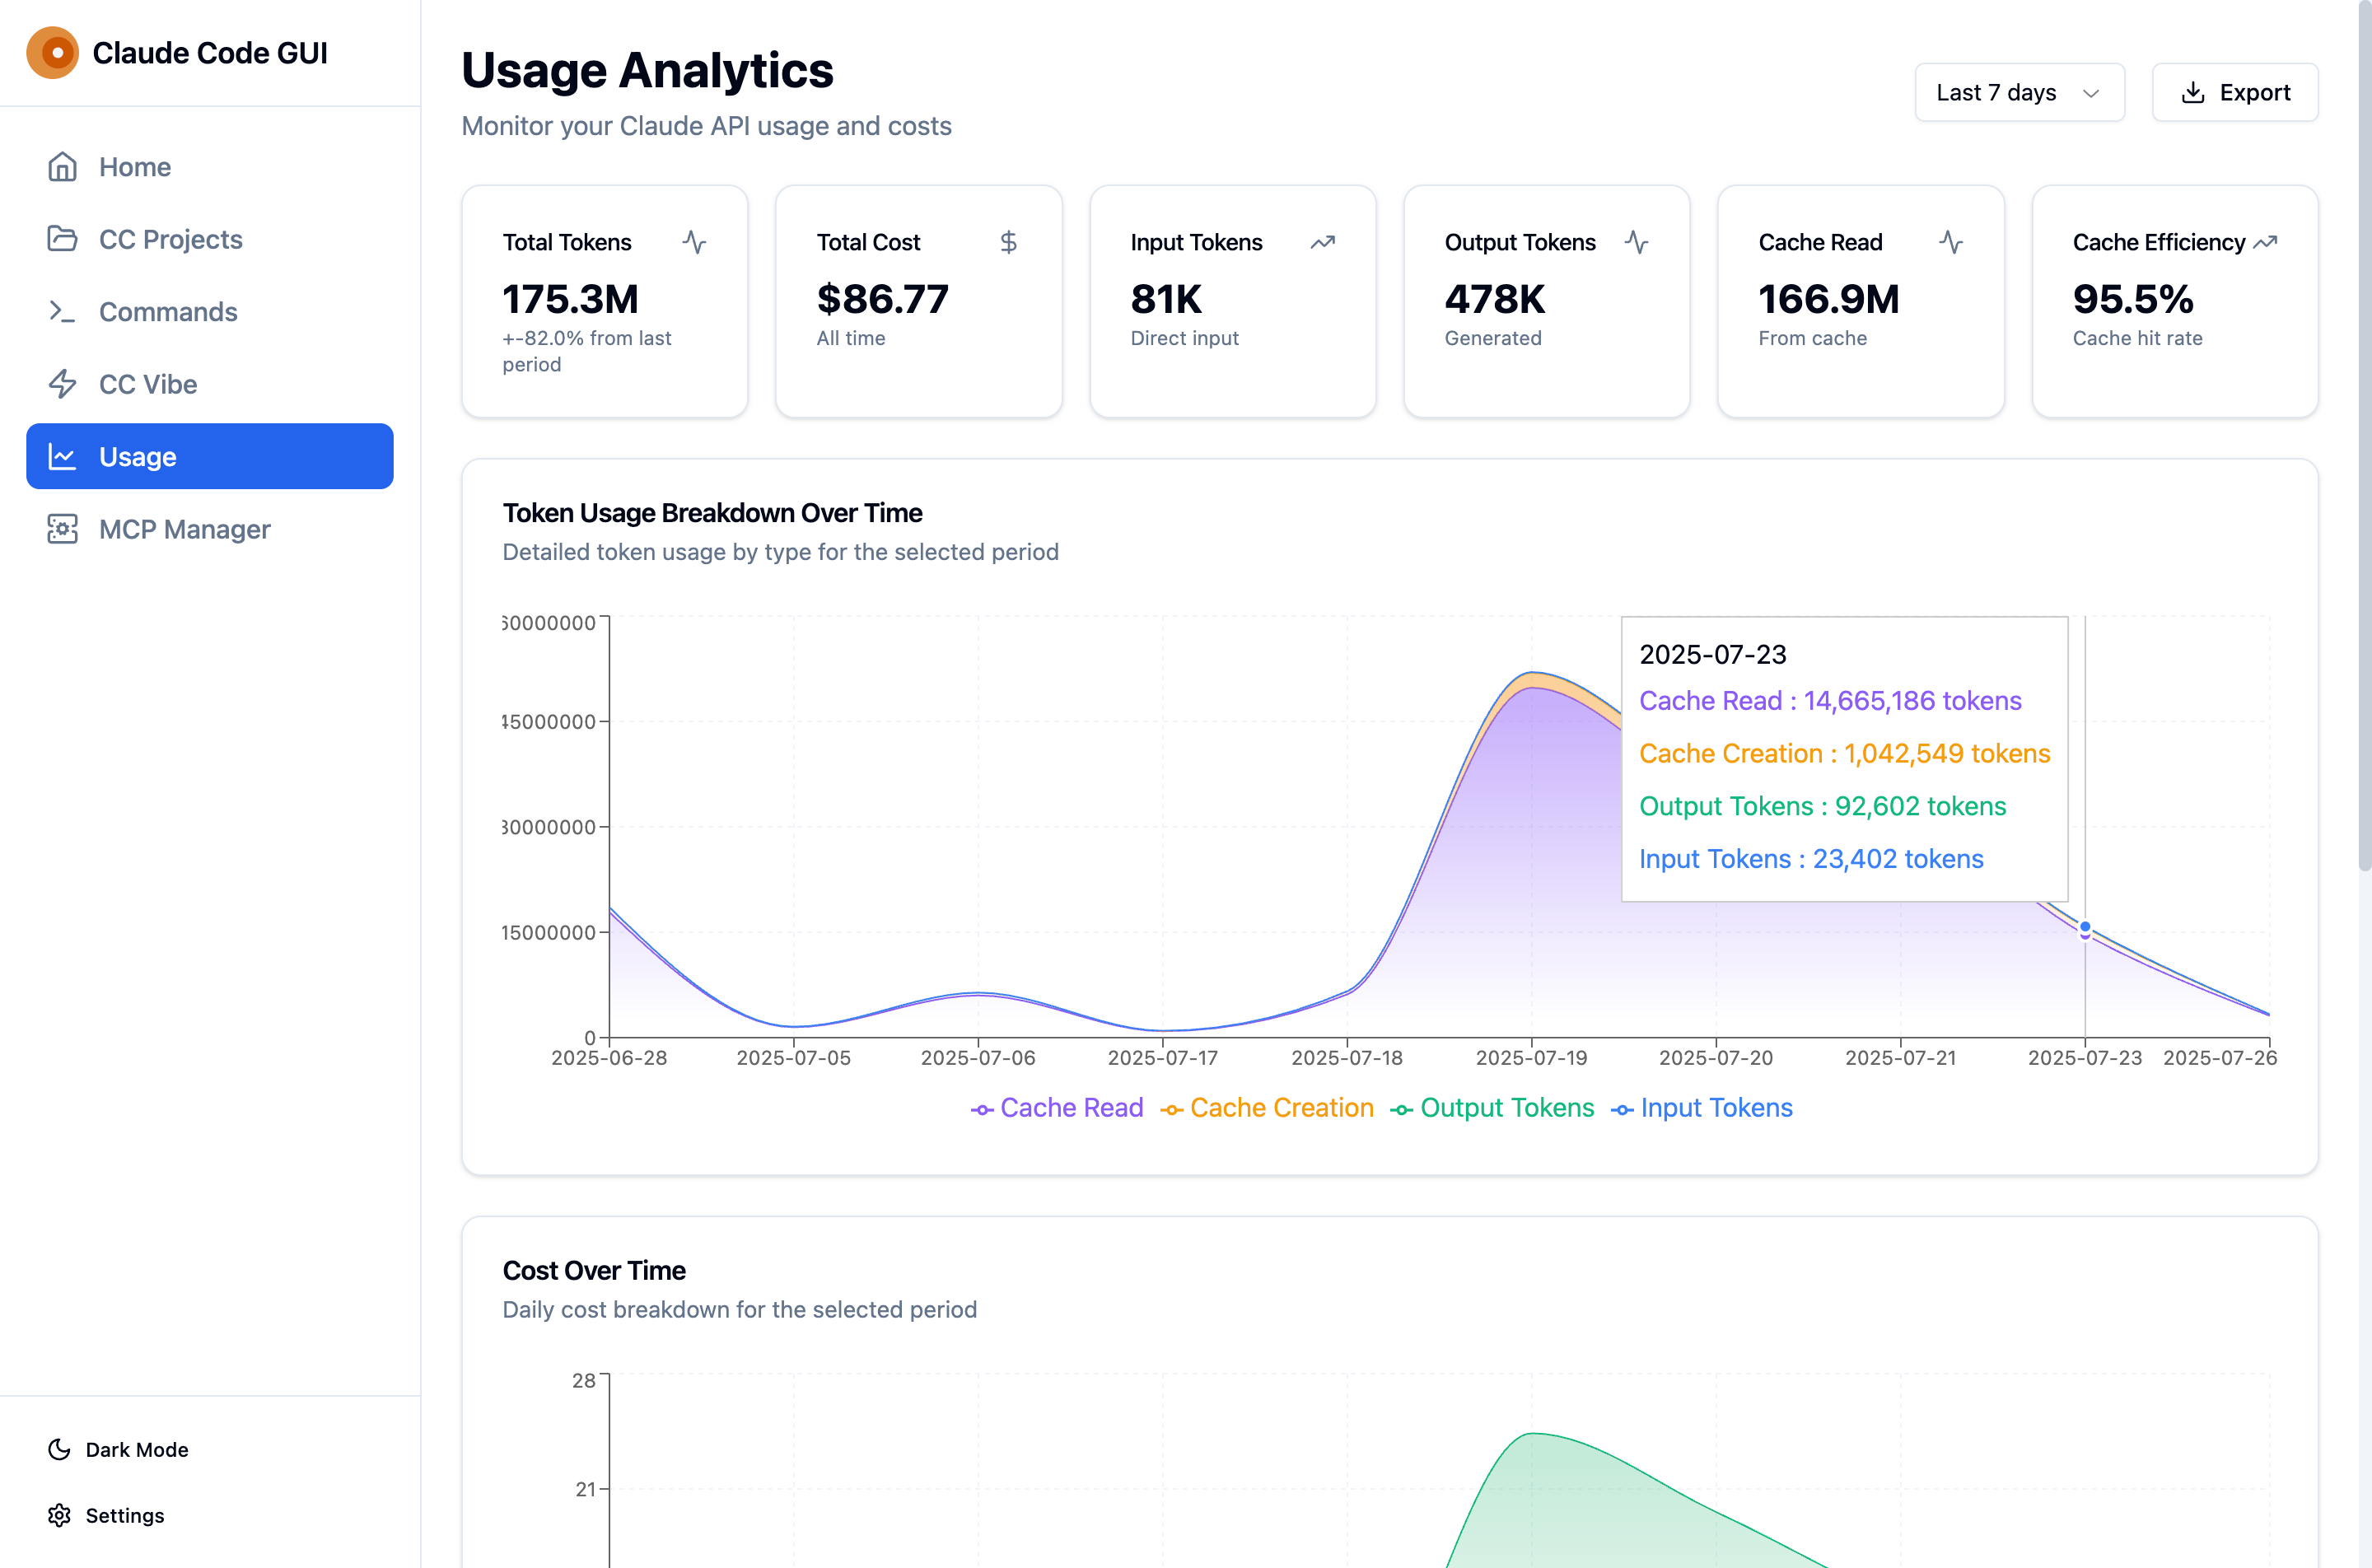 Claude Code GUI
Home
CC Projects
Commands
CC Vibe
Usage
MCP Manager
Dark Mode
Settings
Usage Analytics
Monitor your Claude API usage and costs
Last 7 days
Export
Total Tokens
175.3M
+-82.0% from last
period
Total Cost
$86.77
All time
Input Tokens
81K
Direct input
Output Tokens
478K
Generated
Cache Read
166.9M
From cache
Cache Efficiency
95.5%
Cache hit rate
Token Usage Breakdown Over Time
Detailed token usage by type for the selected period
60000000
45000000
30000000
15000000
0
2025-06-28 2025-07-05 2025-07-06 2025-07-17 2025-07-18 2025-07-19 2025-07-20 2025-07-21 2025-07-23 2025-07-26
2025-07-23
Cache Read : 14,665,186 tokens
Cache Creation : 1,042,549 tokens
Output Tokens : 92,602 tokens
Input Tokens : 23,402 tokens
Cache Read Cache Creation Output Tokens Input Tokens
Cost Over Time
Daily cost breakdown for the selected period
28
21